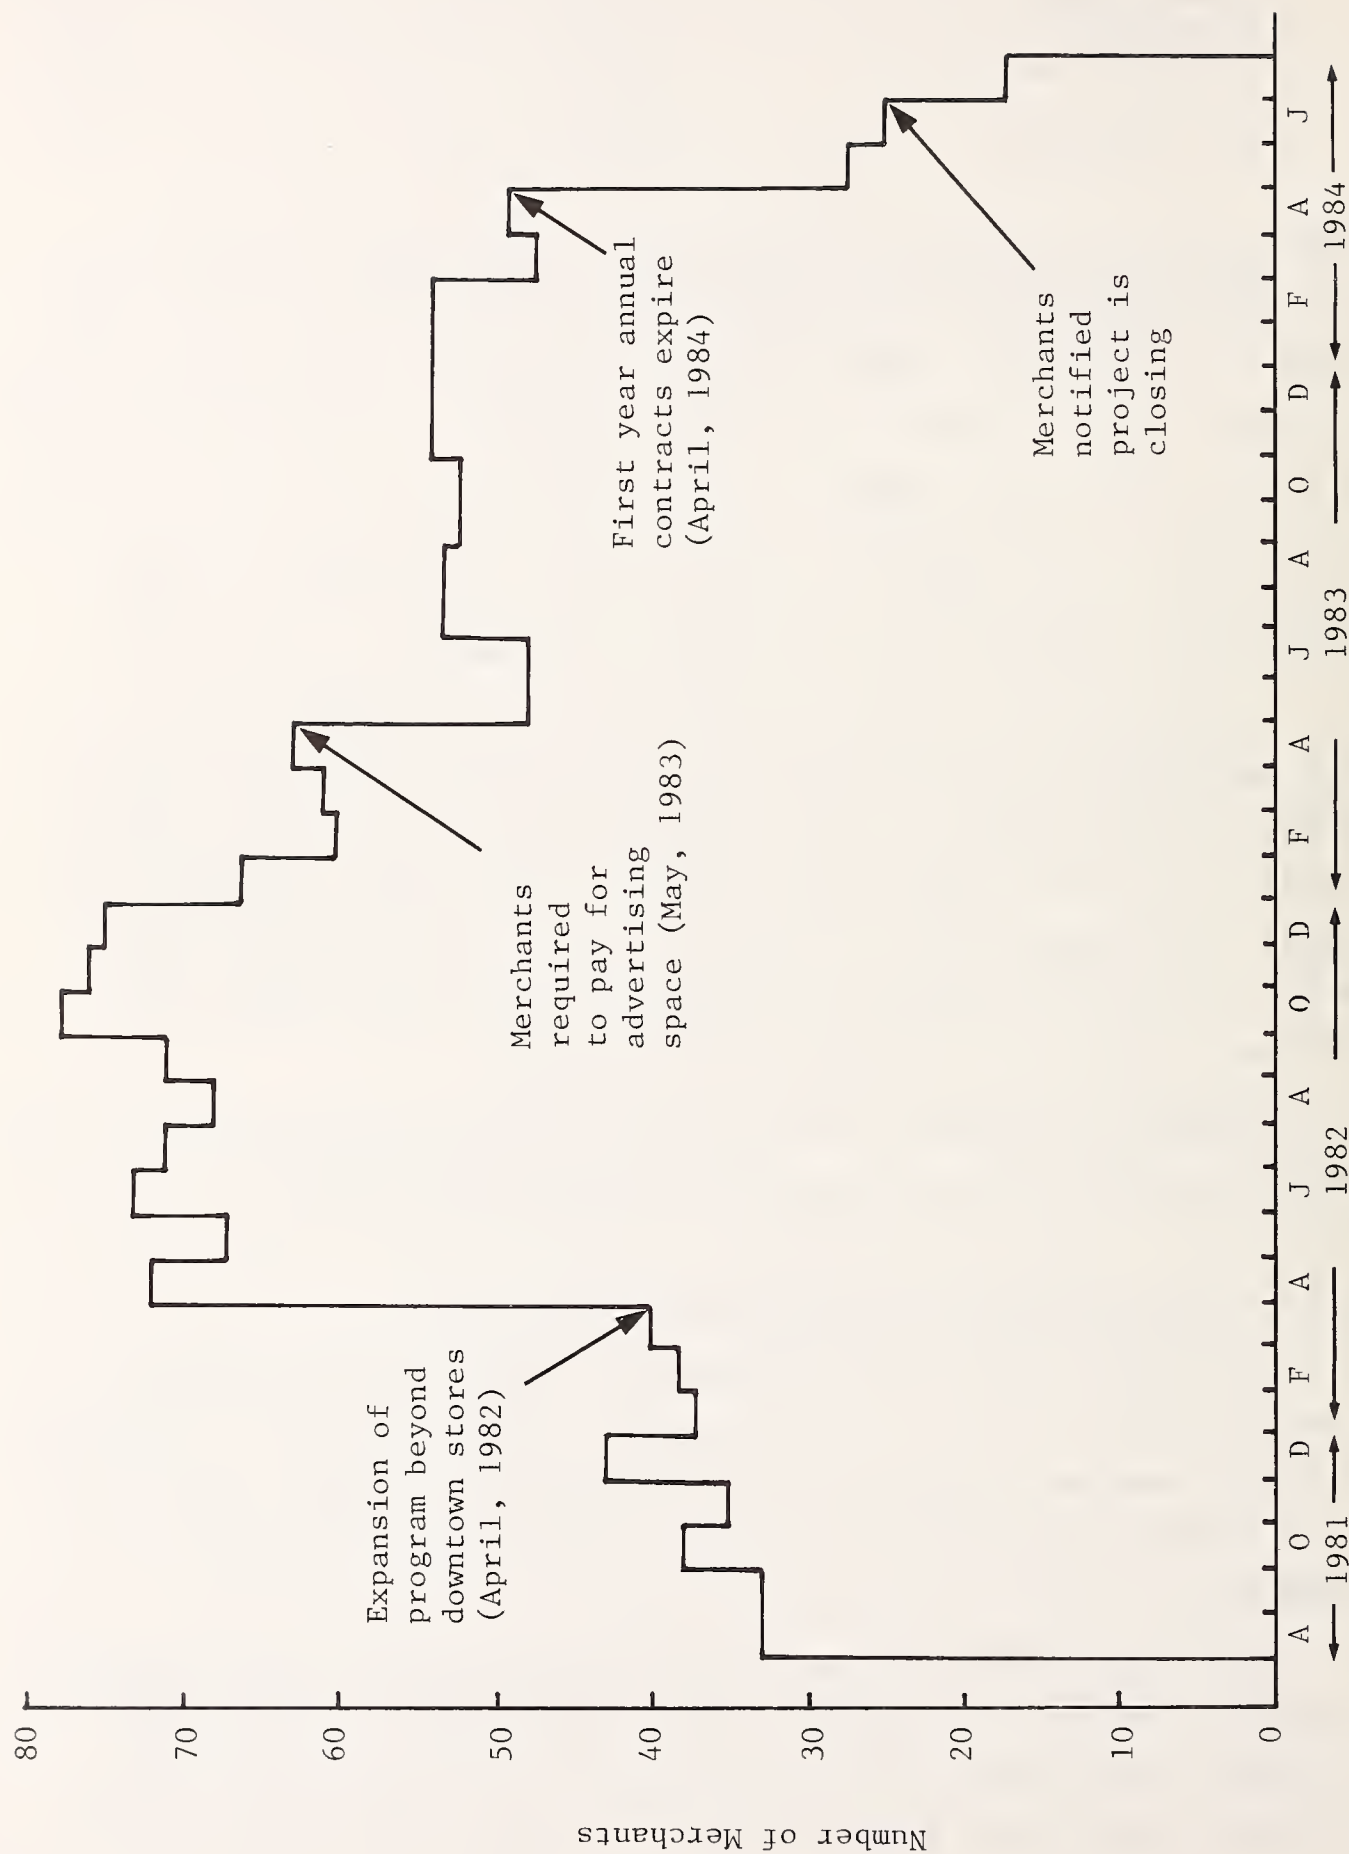 Number of Merchants
80
70
60
50
40
30
20
10
0
Expansion of
program beyond
downtown stores
(April, 1982)
Merchants
required
to pay for
advertising
space (May, 1983)
First year annual
contracts expire
(April, 1984)
Merchants
notified
project is
closing
A O D F A J A O D F A J A O D F A J
1981 1982 1983 1984